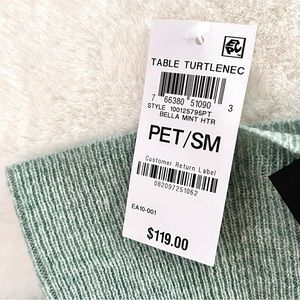 TABLE TURTLENEC
7 66380 51090 3
STYLE 100125795PT
BELLA MINT HTR
PET/SM
Customer Return Label
082097251062
EA10-001
$119.00